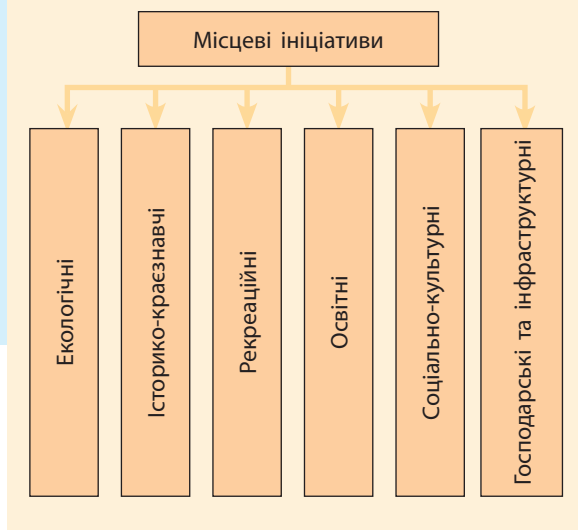 Місцеві ініціативи
Екологічні
Історико-краєзнавчі
Рекреаційні
Освітні
Соціально-культурні
Господарські та інфраструктурні